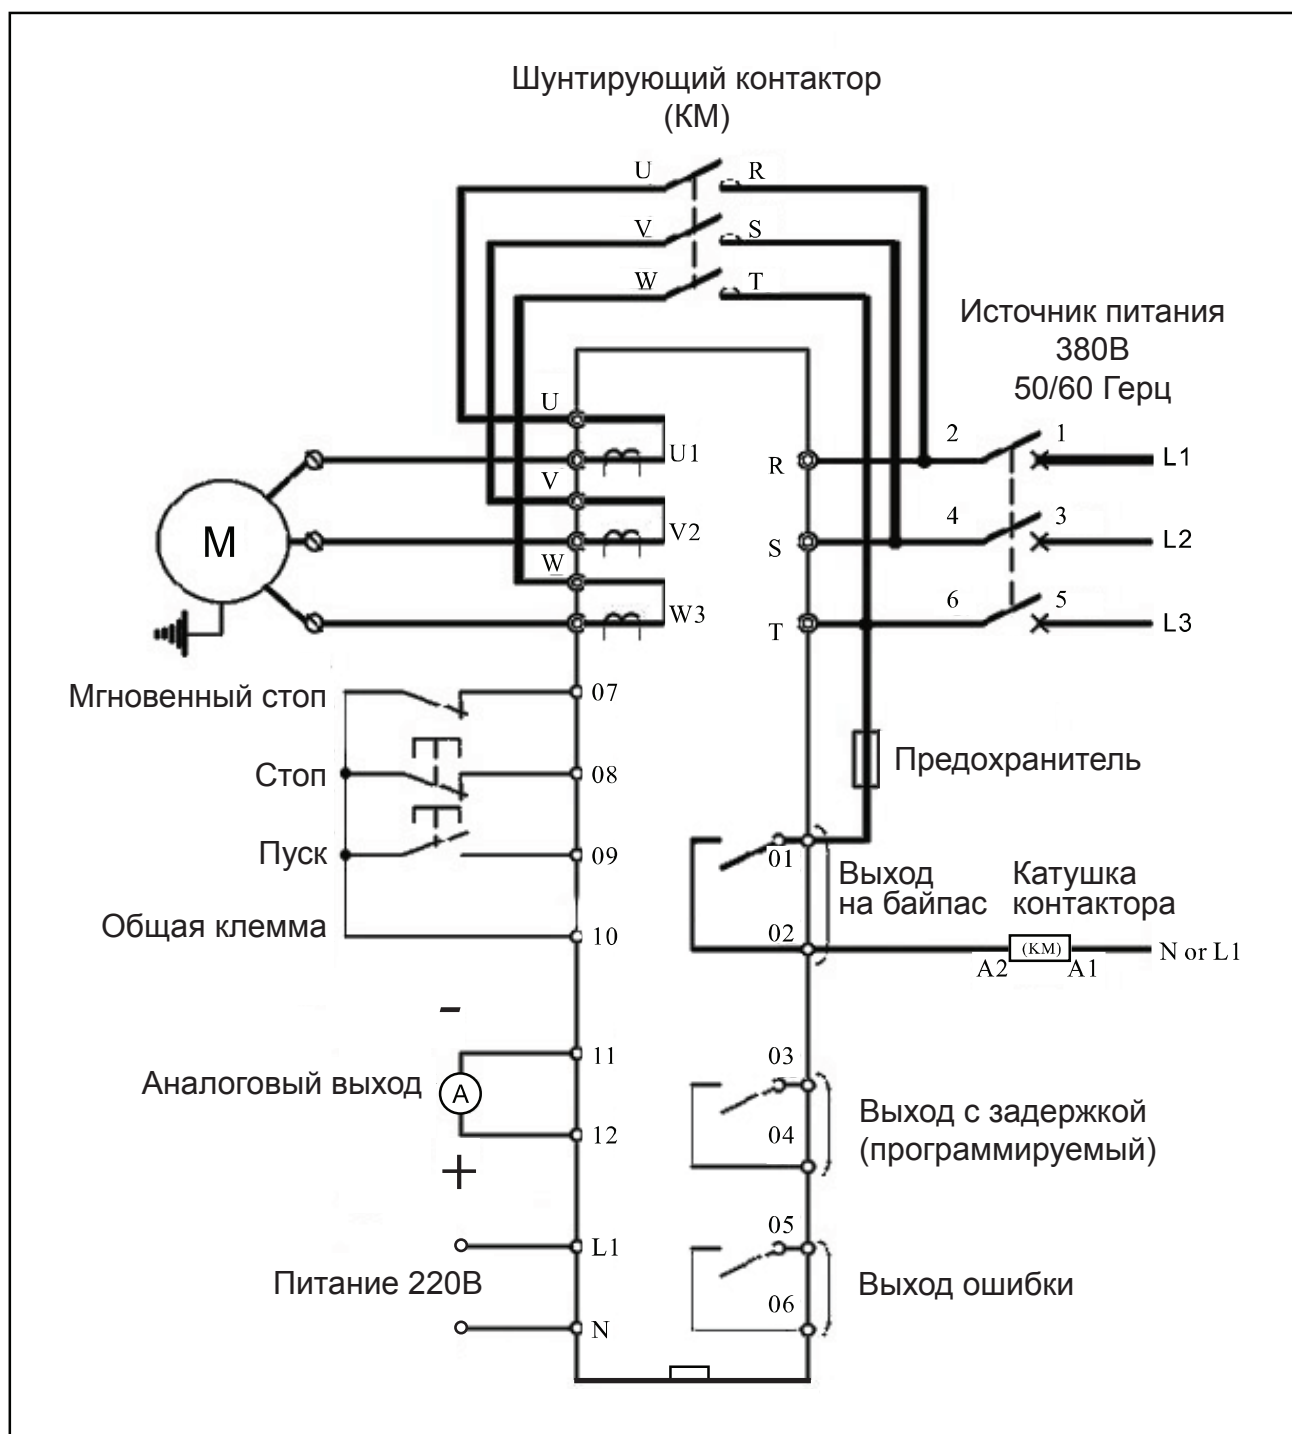 Шунтирующий контактор
(КМ)
U R
V S
W T
Источник питания
380В
50/60 Герц
U
2 1
U1 R L1
V
4 3
V2 S L2
W
6 5
W3 T L3
Мгновенный стоп 07
Предохранитель
Стоп 08
Пуск 09
01
Выход
на байпас
Катушка
контактора
Общая клемма 10
02
(КМ)
A2 A1
N or L1
-
11
03
Аналоговый выход A
Выход с задержкой
(программируемый)
12
04
+
05
L1
Питание 220В
Выход ошибки
06
N
M